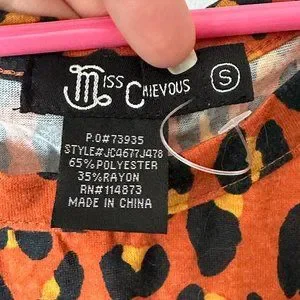 Miss Chievous S
P.O#73935
STYLE#JC4677J478
65%POLYESTER
35%RAYON
RN#114873
MADE IN CHINA